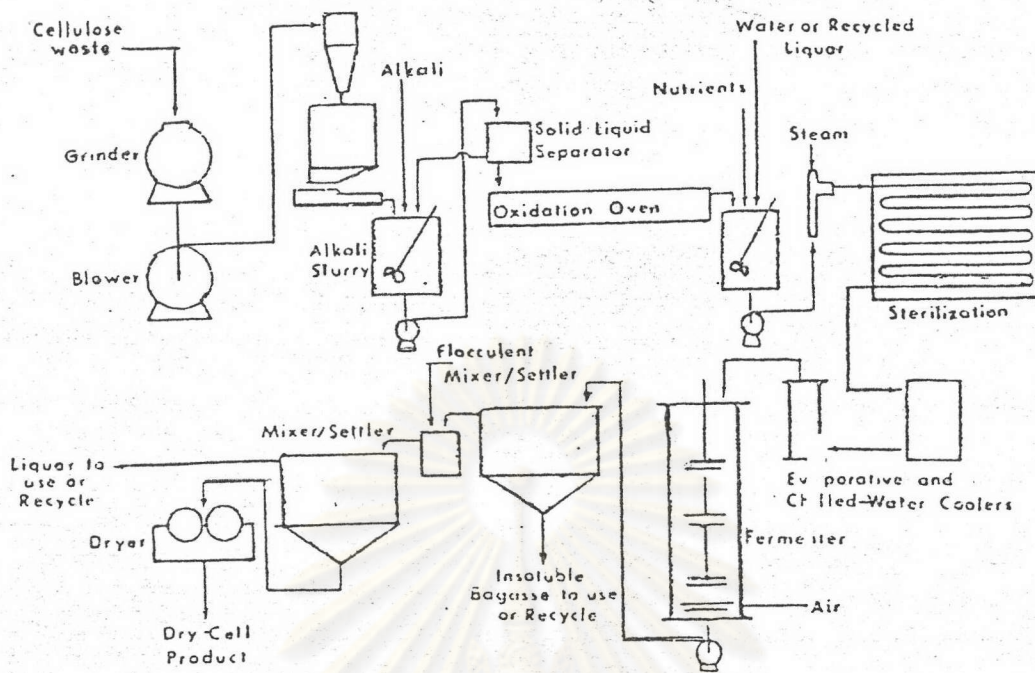 Cellulose
waste
Grinder
Blower
Alkali
Alkali
Slurry
Solid-Liquid
Separator
Oxidation Oven
Nutrients
Water or Recycled
Liquor
Steam
Sterilization
Flocculent
Mixer/Settler
Mixer/Settler
Liquor to
use or
Recycle
Dryer
Dry-Cell
Product
Insoluble
Bagasse to use
or Recycle
Evaporative and
Chilled-Water Coolers
Fermenter
Air